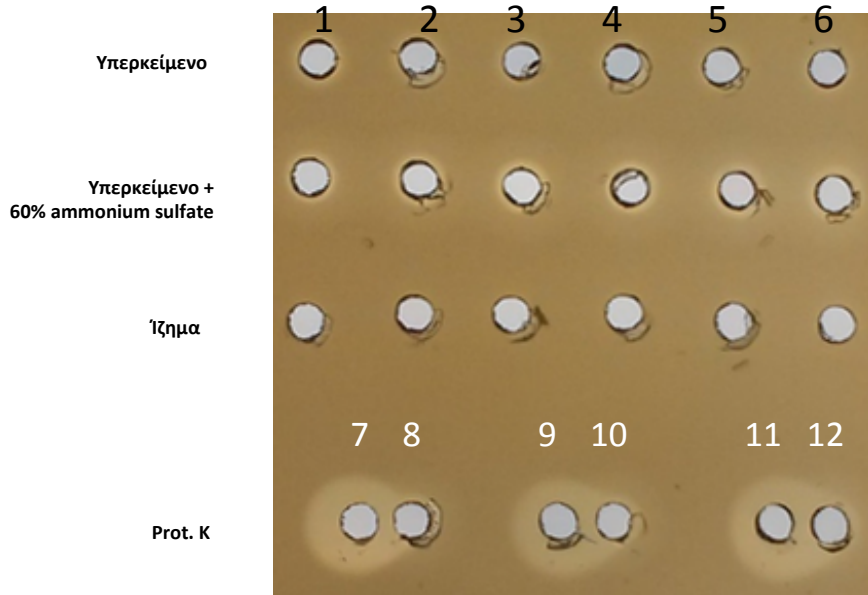 1 2 3 4 5 6
Υπερκείμενο
Υπερκείμενο +
60% ammonium sulfate
Ίζημα
7 8 9 10 11 12
Prot. K